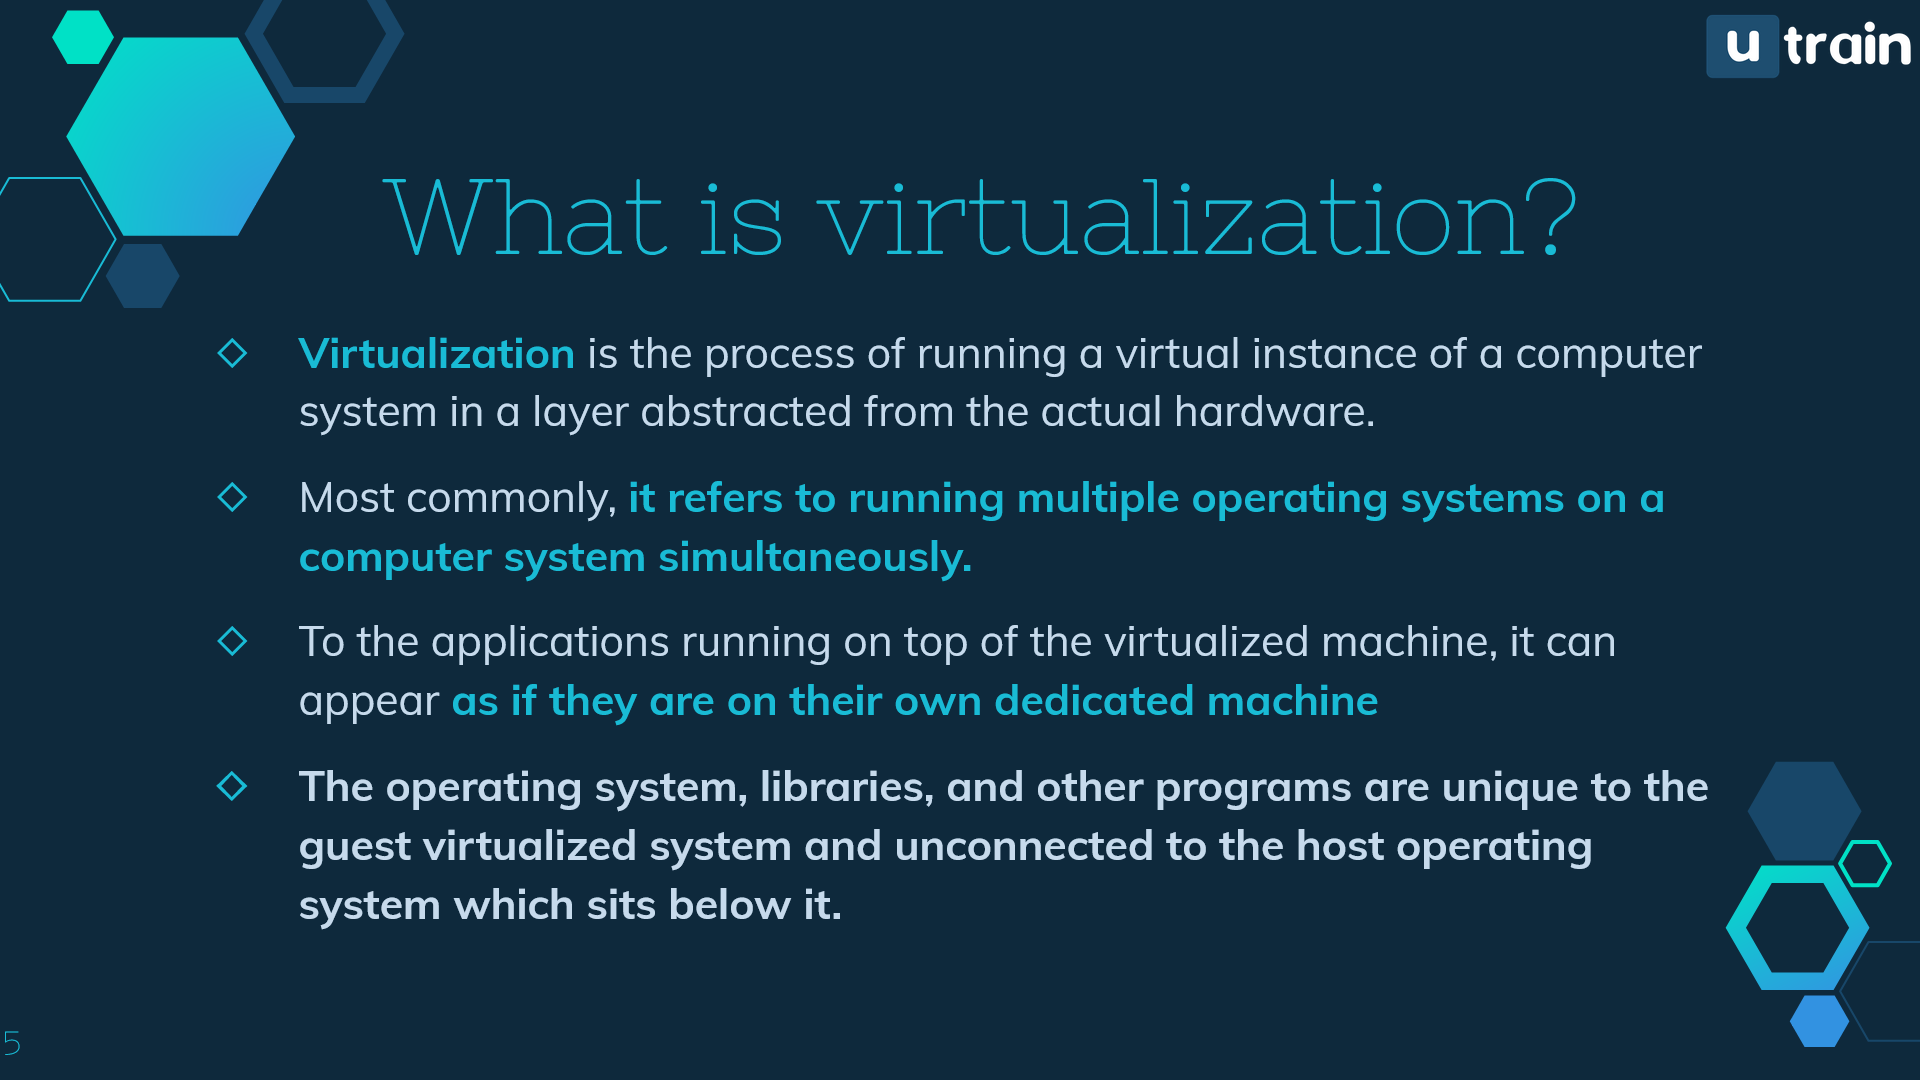 u train
What is virtualization?
Virtualization is the process of running a virtual instance of a computer
system in a layer abstracted from the actual hardware.
Most commonly, it refers to running multiple operating systems on a
computer system simultaneously.
To the applications running on top of the virtualized machine, it can
appear as if they are on their own dedicated machine
The operating system, libraries, and other programs are unique to the
guest virtualized system and unconnected to the host operating
system which sits below it.
5